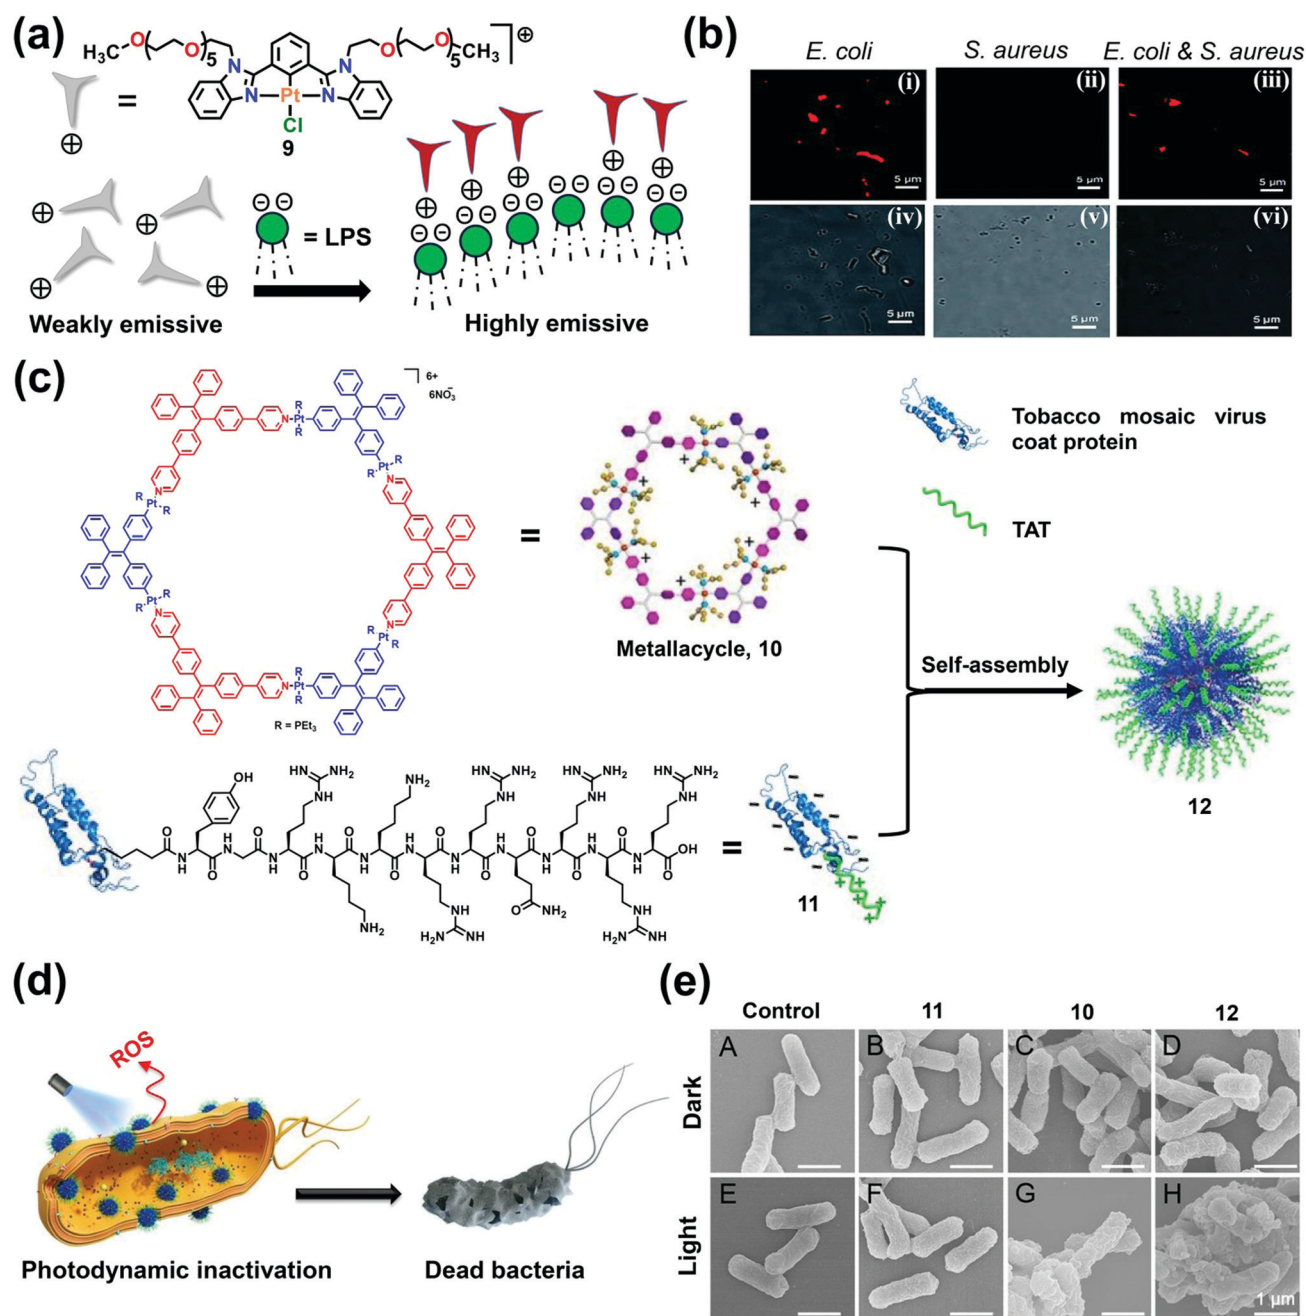 (a)
H₃C O O 5 N N O O 5 CH₃ ⊕
N Pt N
Cl
9
=
⊕
⊕ ⊕ ⊕ ⊕
⊖⊖
= LPS
Weakly emissive
Highly emissive
(b)
E. coli S. aureus E. coli & S. aureus
(i) (ii) (iii)
5 µm 5 µm 5 µm
(iv) (v) (vi)
5 µm 5 µm 5 µm
(c)
6+
6NO₃⁻
R = PEt₃
=
Metallacycle, 10
Tobacco mosaic virus
coat protein
TAT
Self-assembly
12
OH
HN NH₂ NH₂ HN NH₂ HN NH₂ HN NH₂
HN HN HN HN
O
OH
NH₂ NH O NH₂ NH
H₂N NH H₂N NH
=
11
(d)
ROS
Photodynamic inactivation
Dead bacteria
(e)
Control 11 10 12
Dark
A B C D
Light
E F G H
1 µm